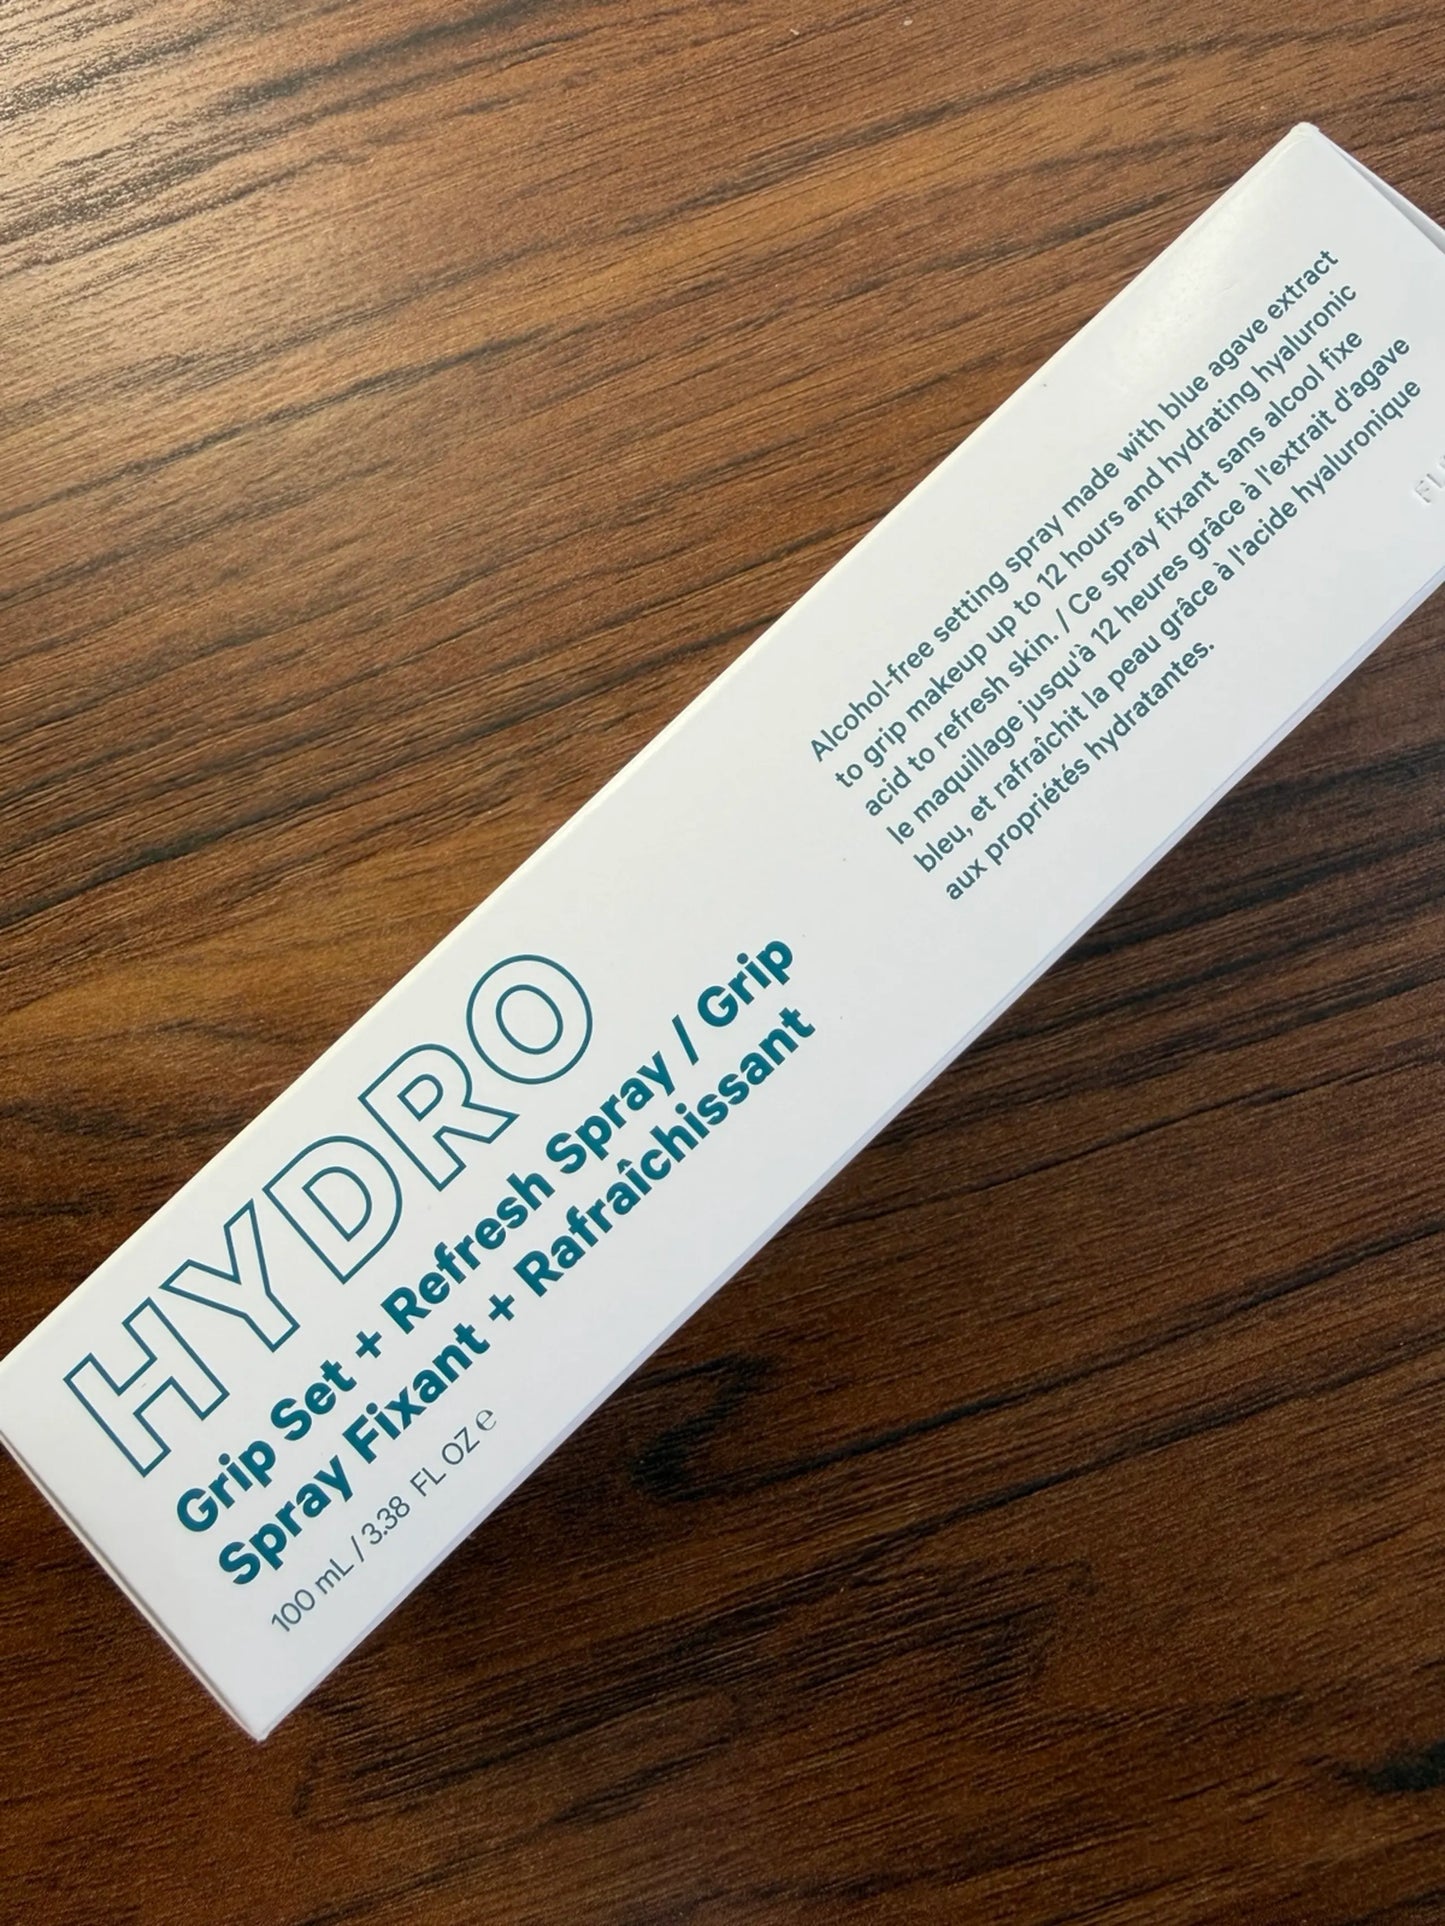 HYDRO
Grip Set + Refresh Spray / Grip
Spray Fixant + Rafraîchissant
100 mL / 3.38 FL OZ ℮
Alcohol-free setting spray made with blue agave extract
to grip makeup up to 12 hours and hydrating hyaluronic
acid to refresh skin. / Ce spray fixant sans alcool fixe
le maquillage jusqu'à 12 heures grâce à l'extrait d'agave
bleu, et rafraîchit la peau grâce à l'acide hyaluronique
aux propriétés hydratantes.